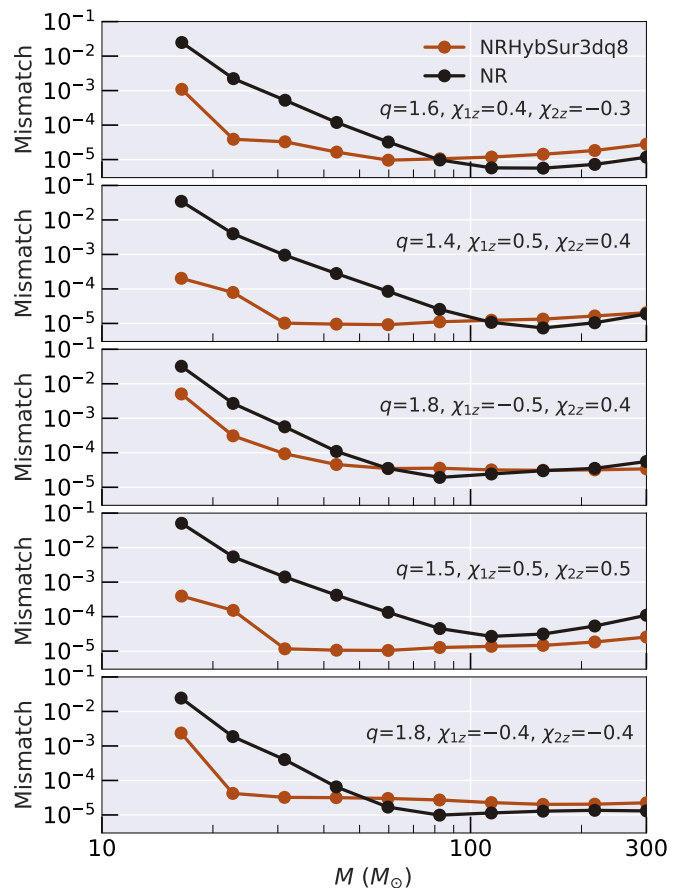 10⁻¹
NRHybSur3dq8
10⁻²
NR
10⁻³
q=1.6, χ₁z=0.4, χ₂z=−0.3
10⁻⁴
10⁻⁵
Mismatch
10⁻¹
10⁻²
10⁻³
q=1.4, χ₁z=0.5, χ₂z=0.4
10⁻⁴
10⁻⁵
Mismatch
10⁻¹
10⁻²
10⁻³
q=1.8, χ₁z=−0.5, χ₂z=0.4
10⁻⁴
10⁻⁵
Mismatch
10⁻¹
10⁻²
10⁻³
q=1.5, χ₁z=0.5, χ₂z=0.5
10⁻⁴
10⁻⁵
Mismatch
10⁻¹
10⁻²
q=1.8, χ₁z=−0.4, χ₂z=−0.4
10⁻³
10⁻⁴
10⁻⁵
Mismatch
10 100 300
M (M⊙)